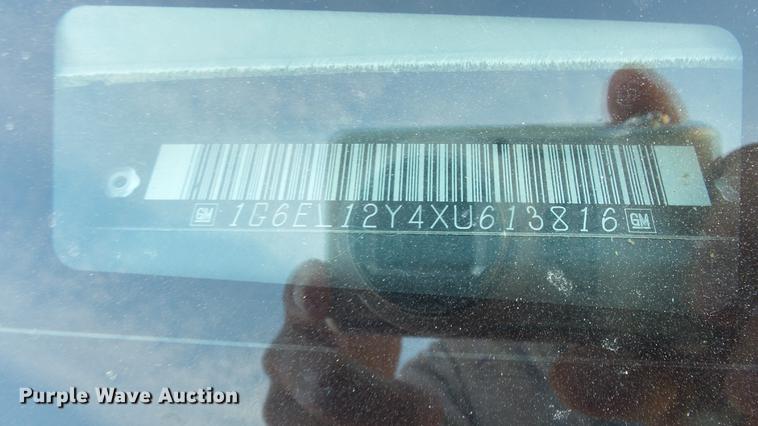 GM 1G6EL12Y4XU613816 GM
Purple Wave Auction